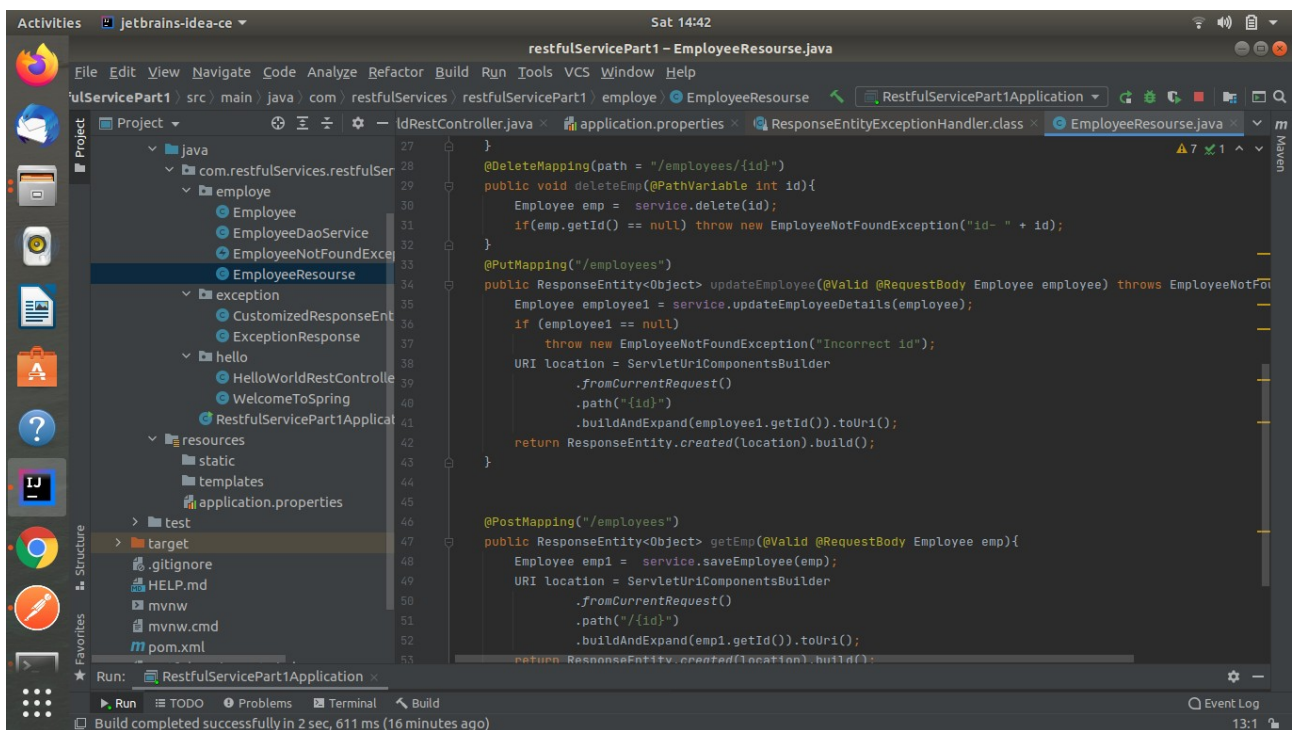 Activities jetbrains-idea-ce Sat 14:42
restfulServicePart1 – EmployeeResourse.java
File Edit View Navigate Code Analyze Refactor Build Run Tools VCS Window Help
fulServicePart1 src main java com restfulServices restfulServicePart1 employe EmployeeResourse RestfulServicePart1Application
Project ldRestController.java application.properties ResponseEntityExceptionHandler.class EmployeeResourse.java
Project
Structure
Favorites
m Maven
java
com.restfulServices.restfulSer
employe
Employee
EmployeeDaoService
EmployeeNotFoundExcep
EmployeeResourse
exception
CustomizedResponseEnt
ExceptionResponse
hello
HelloWorldRestControlle
WelcomeToSpring
RestfulServicePart1Applicat
resources
static
templates
application.properties
test
target
.gitignore
HELP.md
mvnw
mvnw.cmd
pom.xml
7 1
27 }
28 @DeleteMapping(path = "/employees/{id}")
29 public void deleteEmp(@PathVariable int id){
30 Employee emp = service.delete(id);
31 if(emp.getId() == null) throw new EmployeeNotFoundException("id- " + id);
32 }
33 @PutMapping("/employees")
34 public ResponseEntity<Object> updateEmployee(@Valid @RequestBody Employee employee) throws EmployeeNotFou
35 Employee employee1 = service.updateEmployeeDetails(employee);
36 if (employee1 == null)
37 throw new EmployeeNotFoundException("Incorrect id");
38 URI location = ServletUriComponentsBuilder
39 .fromCurrentRequest()
40 .path("{id}")
41 .buildAndExpand(employee1.getId()).toUri();
42 return ResponseEntity.created(location).build();
43 }
44
45
46 @PostMapping("/employees")
47 public ResponseEntity<Object> getEmp(@Valid @RequestBody Employee emp){
48 Employee emp1 = service.saveEmployee(emp);
49 URI location = ServletUriComponentsBuilder
50 .fromCurrentRequest()
51 .path("/{id}")
52 .buildAndExpand(emp1.getId()).toUri();
53 return ResponseEntity.created(location).build();
Run: RestfulServicePart1Application
Run TODO Problems Terminal Build Event Log
Build completed successfully in 2 sec, 611 ms (16 minutes ago) 13:1